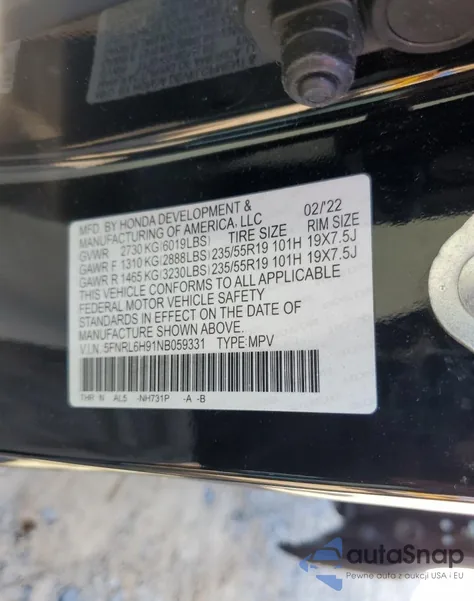 MFD. BY HONDA DEVELOPMENT &
MANUFACTURING OF AMERICA, LLC 02/'22
GVWR 2730 KG(6019LBS) TIRE SIZE RIM SIZE
GAWR F 1310 KG(2888LBS) 235/55R19 101H 19X7.5J
GAWR R 1465 KG(3230LBS) 235/55R19 101H 19X7.5J
THIS VEHICLE CONFORMS TO ALL APPLICABLE
FEDERAL MOTOR VEHICLE SAFETY
STANDARDS IN EFFECT ON THE DATE OF
MANUFACTURE SHOWN ABOVE.
V.I.N. 5FNRL6H91NB059331 TYPE:MPV
THR N AL5 -NH731P -A -B
autoSnap
Pewne auta z aukcji USA i EU